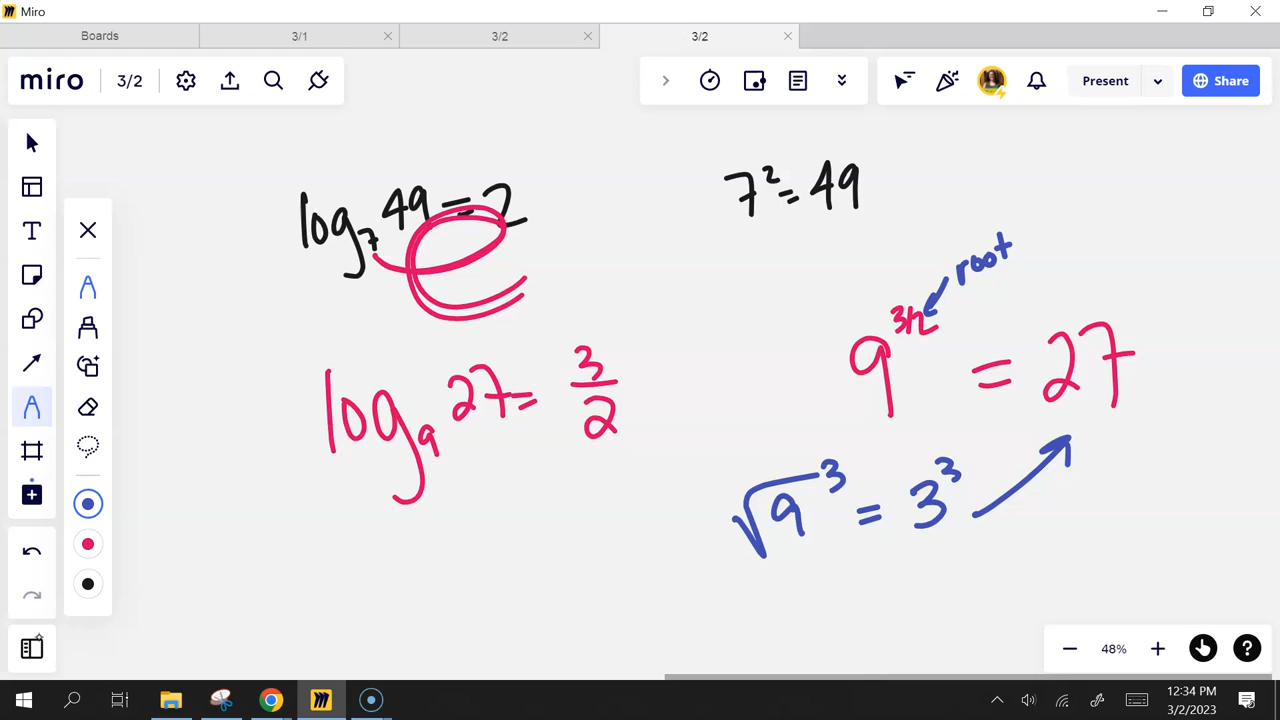 Miro
Boards
3/1
3/2
3/2
miro
3/2
Present
Share
log₇ 49 = 2
7² = 49
root
9^3/2 = 27
log₉ 27 = 3/2
√9³ = 3³
48%
12:34 PM
3/2/2023